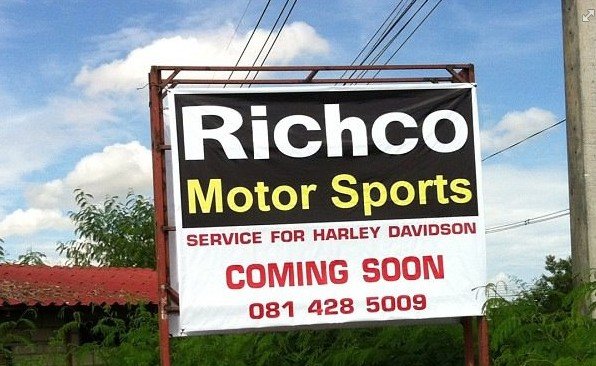 Richco
Motor Sports
SERVICE FOR HARLEY DAVIDSON
COMING SOON
081 428 5009